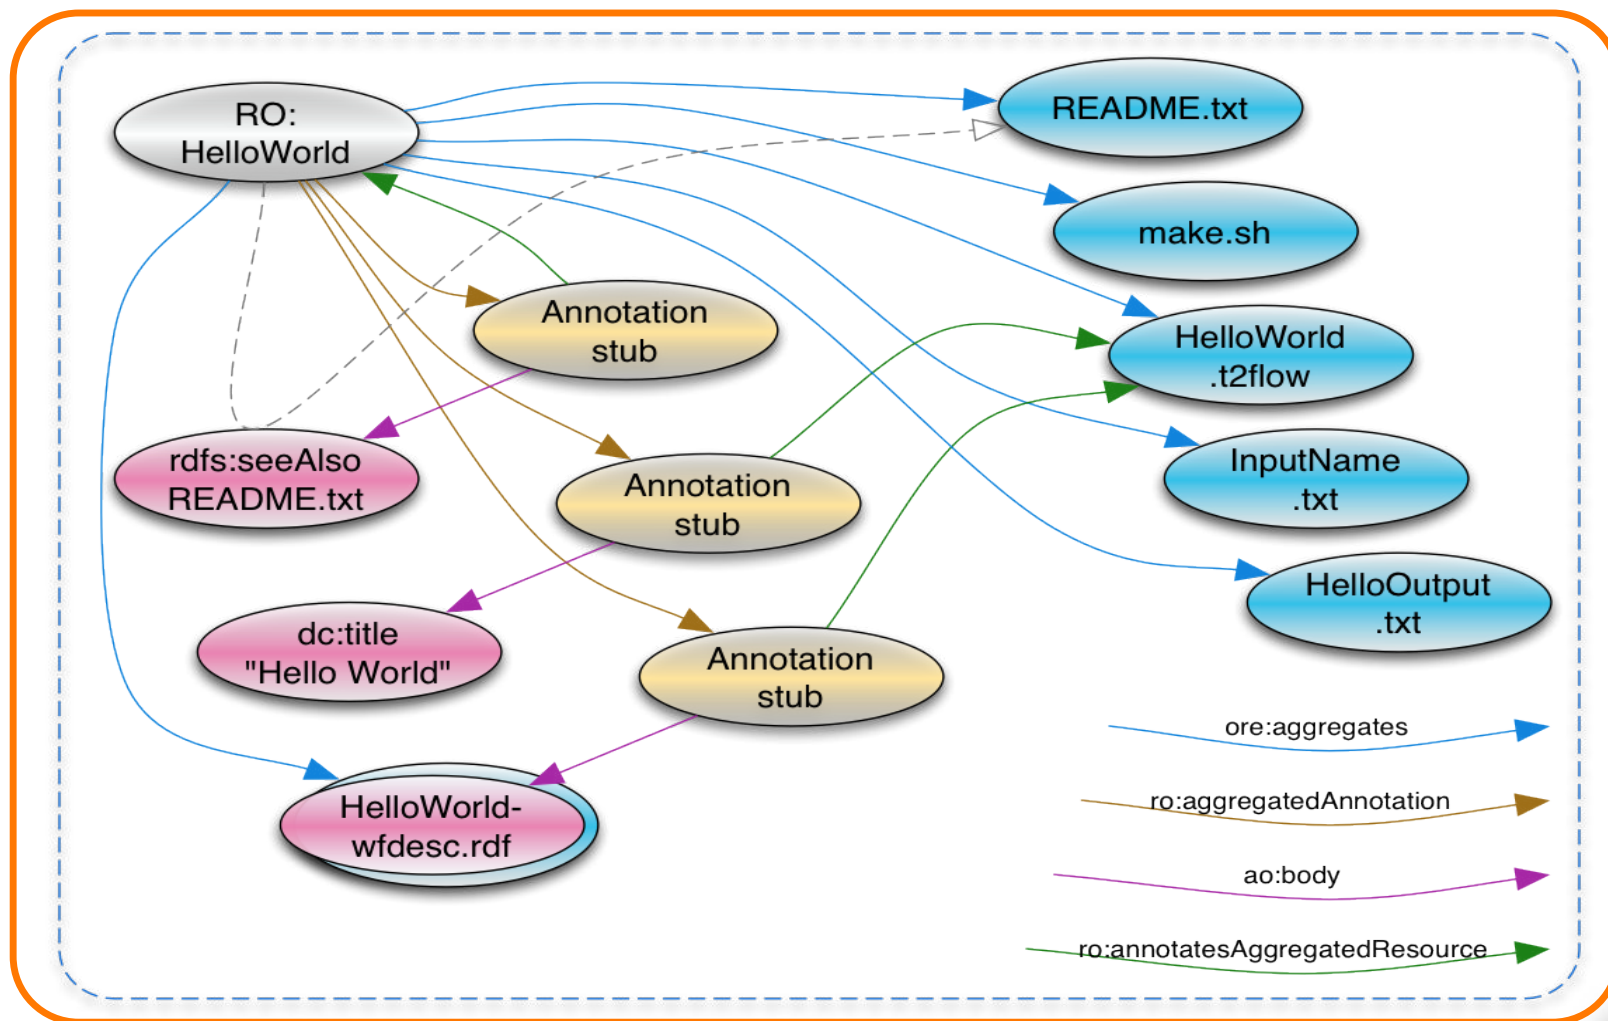 RO:
HelloWorld
README.txt
make.sh
Annotation
stub
HelloWorld
.t2flow
rdfs:seeAlso
README.txt
Annotation
stub
InputName
.txt
HelloOutput
.txt
dc:title
"Hello World"
Annotation
stub
HelloWorld-
wfdesc.rdf
ore:aggregates
ro:aggregatedAnnotation
ao:body
ro:annotatesAggregatedResource